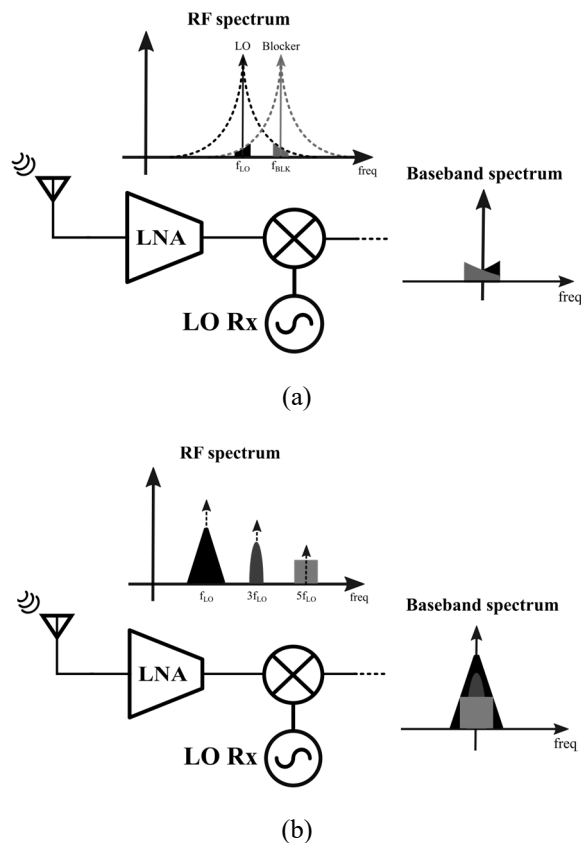 RF spectrum
LO Blocker
fLO fBLK freq
Baseband spectrum
LNA
freq
LO Rx
(a)
RF spectrum
fLO 3fLO 5fLO freq
Baseband spectrum
LNA
freq
LO Rx
(b)